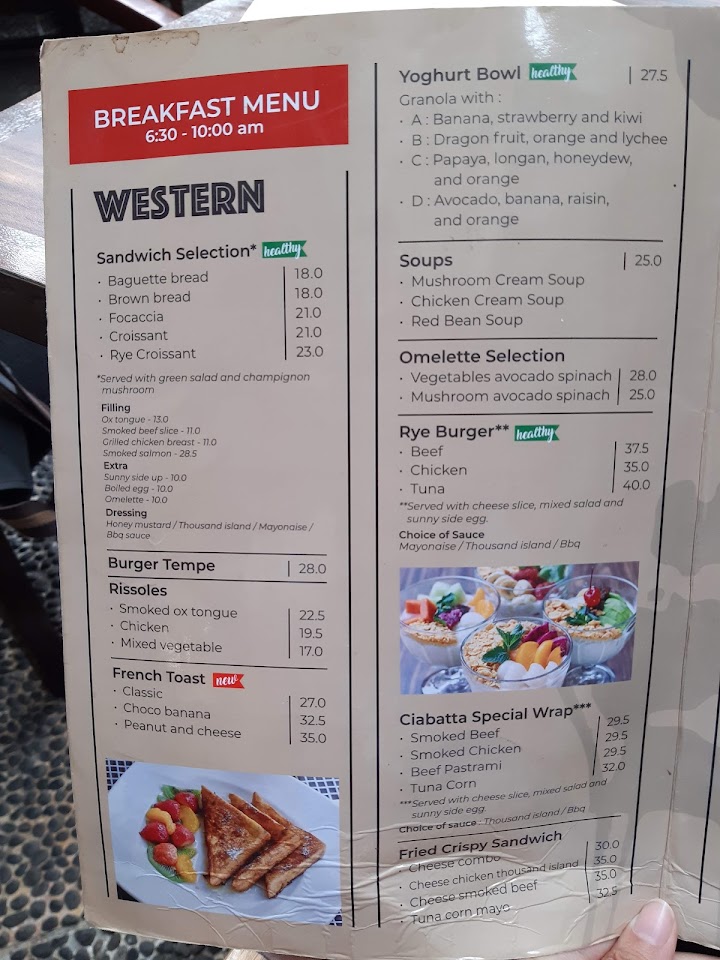 BREAKFAST MENU
6:30 - 10:00 am
WESTERN
Sandwich Selection* healthy
• Baguette bread 18.0
• Brown bread 18.0
• Focaccia 21.0
• Croissant 21.0
• Rye Croissant 23.0
*Served with green salad and champignon
mushroom
Filling
Ox tongue - 13.0
Smoked beef slice - 11.0
Grilled chicken breast - 11.0
Smoked salmon - 28.5
Extra
Sunny side up - 10.0
Boiled egg - 10.0
Omelette - 10.0
Dressing
Honey mustard / Thousand island / Mayonaise /
Bbq sauce
Burger Tempe 28.0
Rissoles
• Smoked ox tongue 22.5
• Chicken 19.5
• Mixed vegetable 17.0
French Toast new
• Classic 27.0
• Choco banana 32.5
• Peanut and cheese 35.0
Yoghurt Bowl healthy 27.5
Granola with :
• A : Banana, strawberry and kiwi
• B : Dragon fruit, orange and lychee
• C : Papaya, longan, honeydew,
and orange
• D : Avocado, banana, raisin,
and orange
Soups 25.0
• Mushroom Cream Soup
• Chicken Cream Soup
• Red Bean Soup
Omelette Selection
• Vegetables avocado spinach 28.0
• Mushroom avocado spinach 25.0
Rye Burger** healthy
• Beef 37.5
• Chicken 35.0
• Tuna 40.0
**Served with cheese slice, mixed salad and
sunny side egg.
Choice of Sauce
Mayonaise / Thousand island / Bbq
Ciabatta Special Wrap***
• Smoked Beef 29.5
• Smoked Chicken 29.5
• Beef Pastrami 29.5
• Tuna Corn 32.0
***Served with cheese slice, mixed salad and
sunny side egg.
Choice of sauce : Thousand island / Bbq
Fried Crispy Sandwich
• Cheese combo 30.0
• Cheese chicken thousand island 35.0
• Cheese smoked beef 35.0
• Tuna corn mayo 32.5